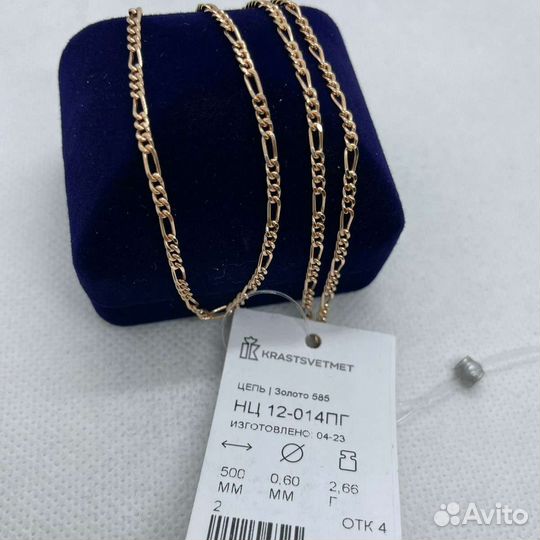 KRASTSVETMET
ЦЕПЬ | Золото 585
НЦ 12-014ПГ
ИЗГОТОВЛЕНО: 04-23
500 0,60 2,66
ММ ММ Г
2 ОТК 4
Avito